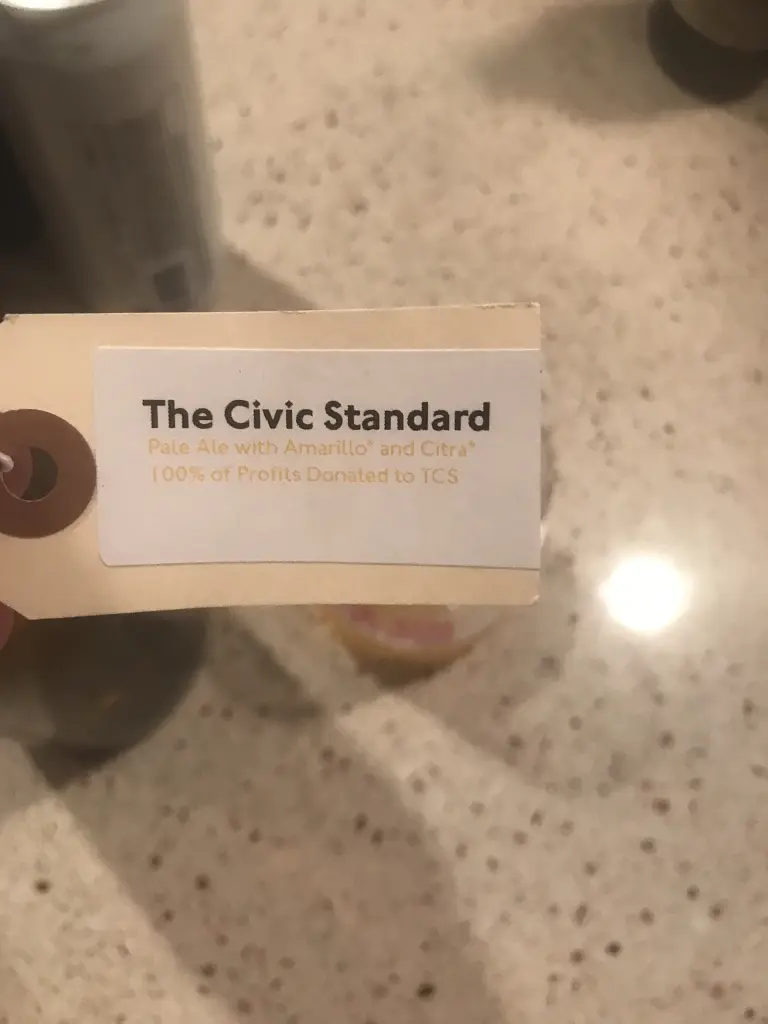 The Civic Standard
Pale Ale with Amarillo® and Citra®
100% of Profits Donated to TCS